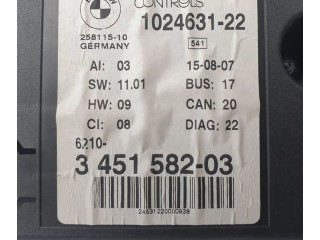 BMW
CONTROLS
1024631-22
258115-10
GERMANY
541
AI: 03 15-08-07
SW: 11.01 BUS: 17
HW: 09 CAN: 20
CI: 08 DIAG: 22
6210-
3 451 582-03
24631220000938